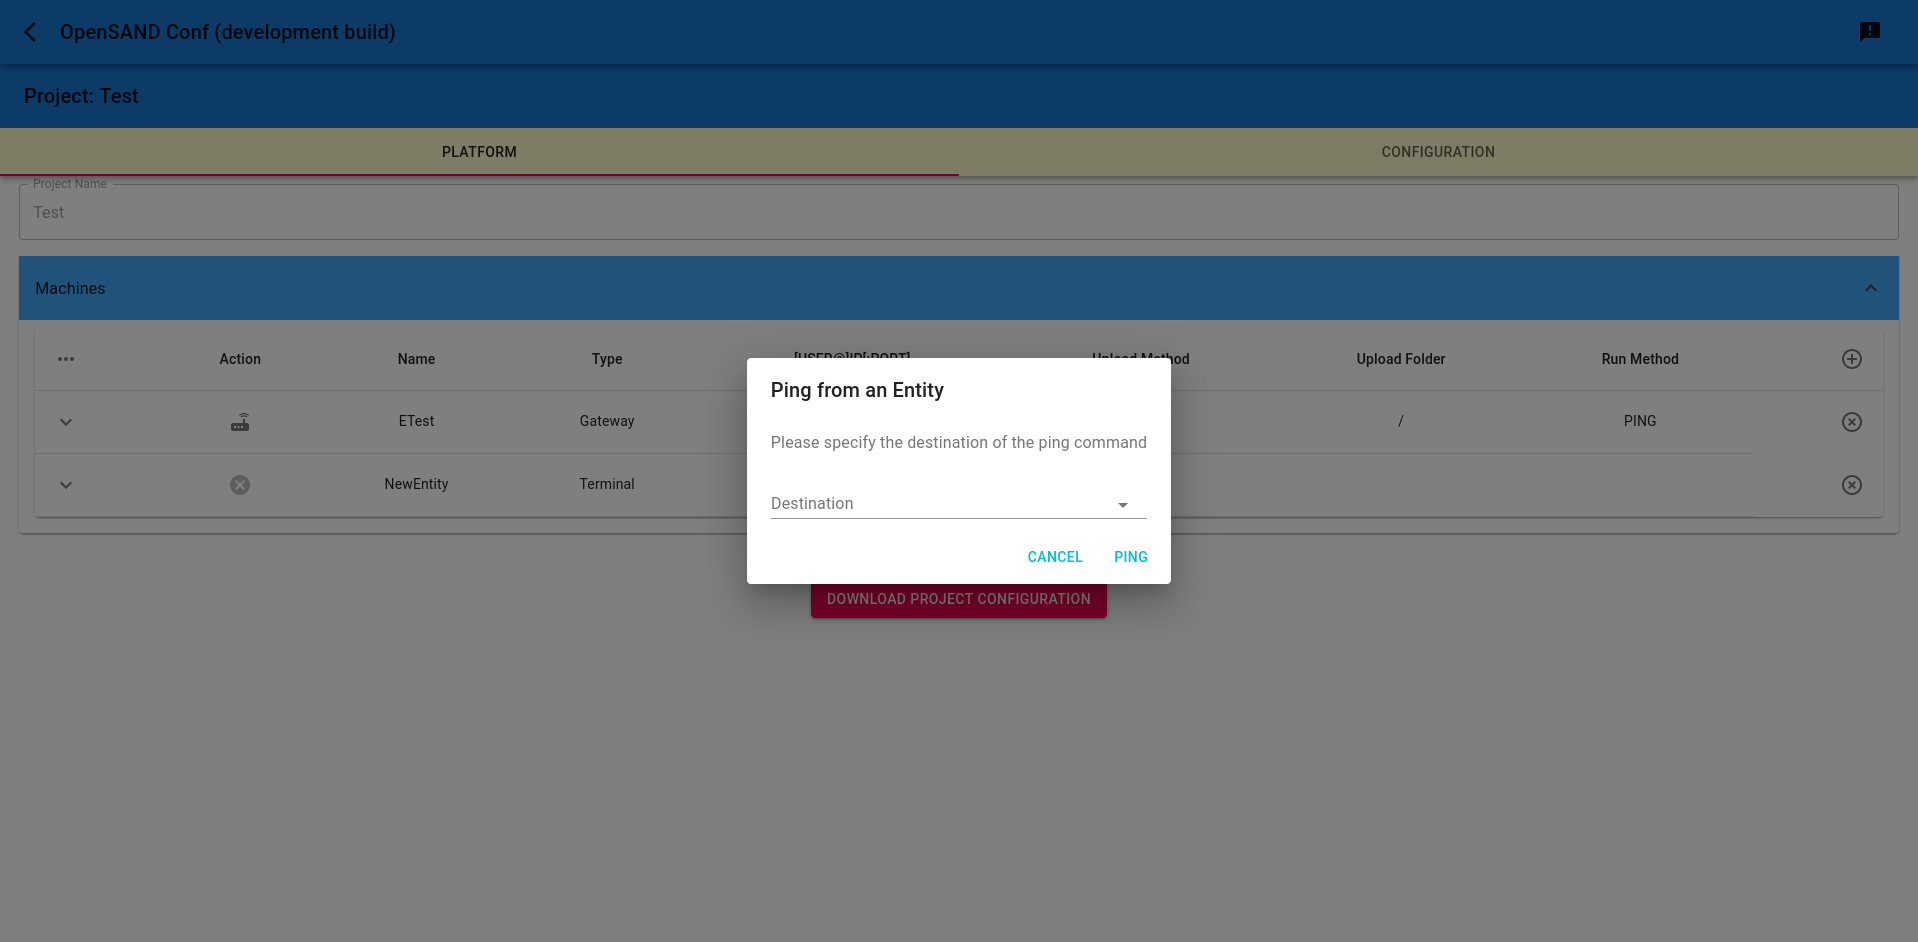 OpenSAND Conf (development build)
Project: Test
PLATFORM
CONFIGURATION
Project Name
Test
Machines
Action Name Type [USER@]IP[:PORT] Upload Method Upload Folder Run Method
ETest Gateway / PING
NewEntity Terminal
Ping from an Entity
Please specify the destination of the ping command
Destination
CANCEL PING
DOWNLOAD PROJECT CONFIGURATION